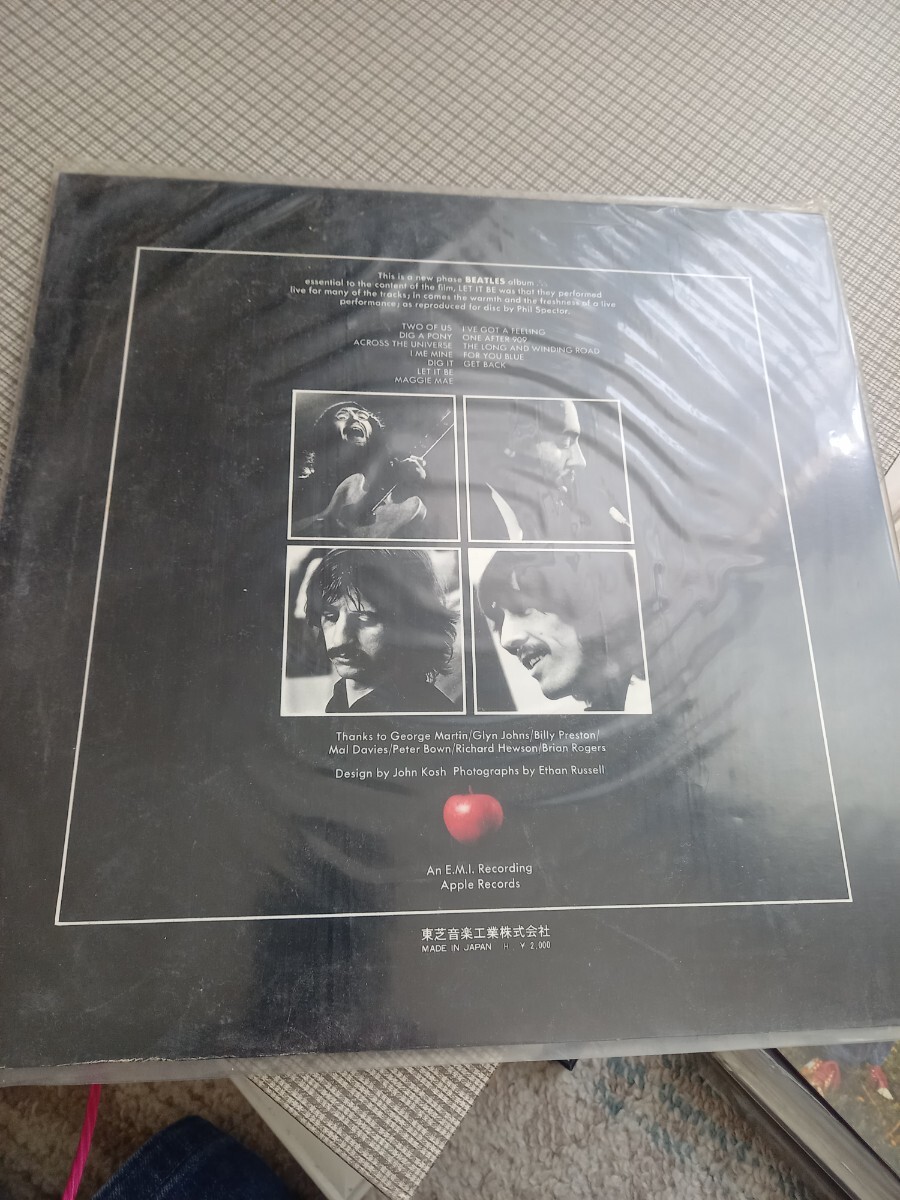 This is a new phase BEATLES album . . .
essential to the content of the film, LET IT BE was that they performed
live for many of the tracks; in comes the warmth and the freshness of a live
performance; as reproduced for disc by Phil Spector.
TWO OF US
DIG A PONY
ACROSS THE UNIVERSE
I ME MINE
DIG IT
LET IT BE
MAGGIE MAE
I'VE GOT A FEELING
ONE AFTER 909
THE LONG AND WINDING ROAD
FOR YOU BLUE
GET BACK
Thanks to George Martin/Glyn Johns/Billy Preston/
Mal Davies/Peter Bown/Richard Hewson/Brian Rogers
Design by John Kosh Photographs by Ethan Russell
An E.M.I. Recording
Apple Records
東芝音楽工業株式会社
MADE IN JAPAN H ¥ 2,000